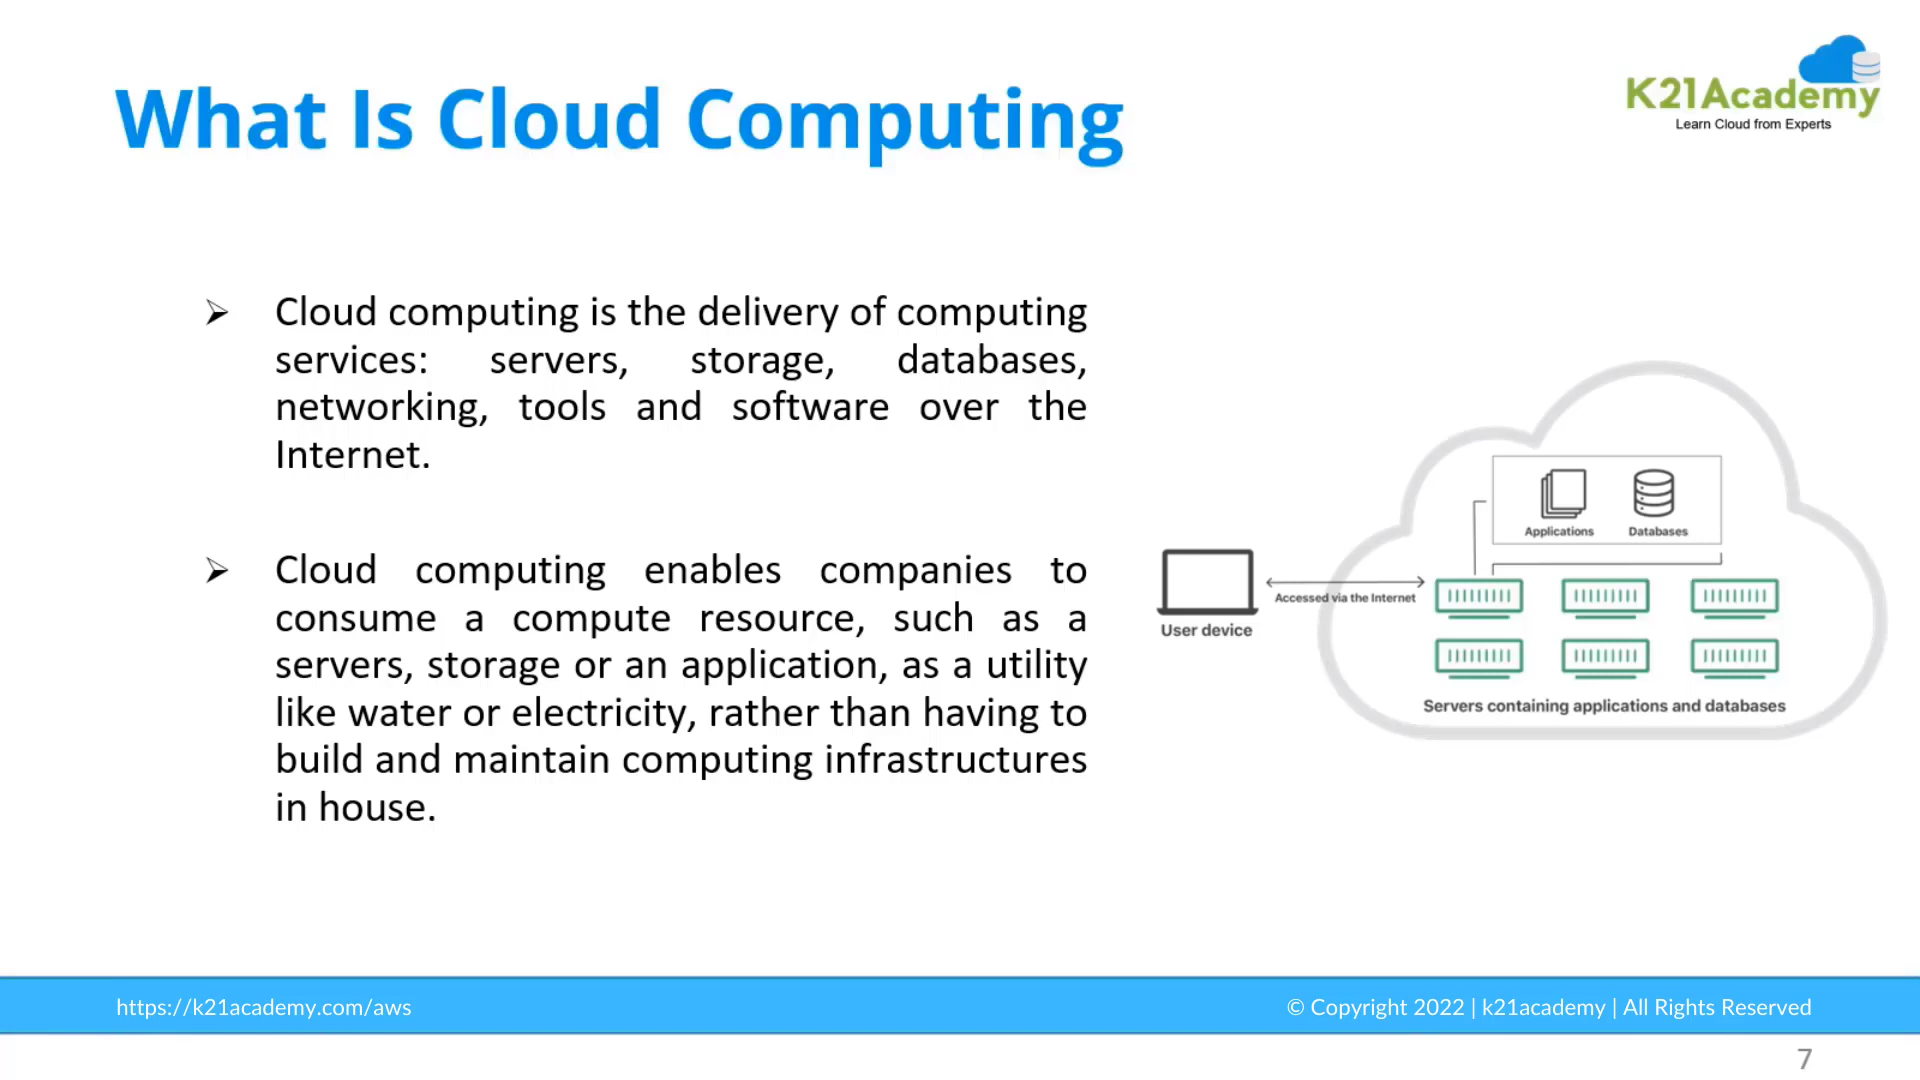 What Is Cloud Computing
K21Academy
Learn Cloud from Experts
Cloud computing is the delivery of computing
services: servers, storage, databases,
networking, tools and software over the
Internet.
Cloud computing enables companies to
consume a compute resource, such as a
servers, storage or an application, as a utility
like water or electricity, rather than having to
build and maintain computing infrastructures
in house.
Applications Databases
Accessed via the Internet
User device
Servers containing applications and databases
https://k21academy.com/aws
© Copyright 2022 | k21academy | All Rights Reserved
7